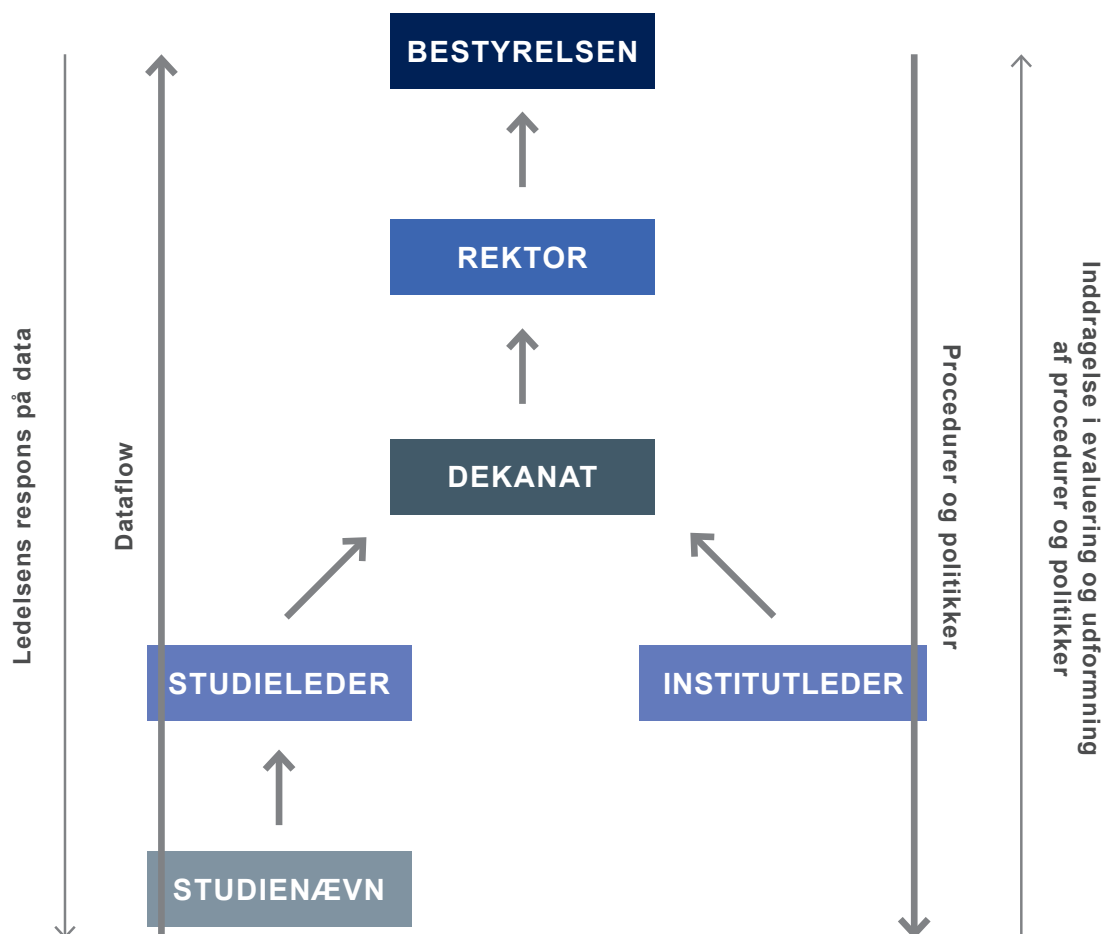 BESTYRELSEN
REKTOR
DEKANAT
STUDIELEDER
INSTITUTLEDER
STUDIENÆVN
Ledelsens respons på data
Dataflow
Procedurer og politikker
Inddragelse i evaluering og udformning
af procedurer og politikker